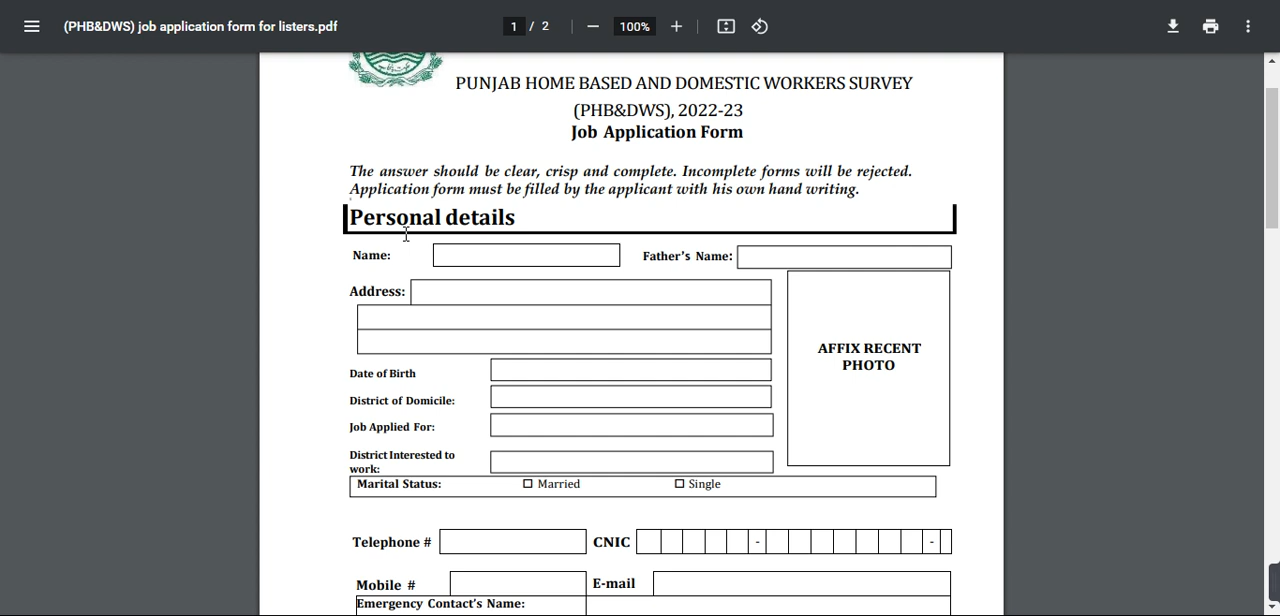 (PHB&DWS) job application form for listers.pdf
1 / 2
100%
PUNJAB HOME BASED AND DOMESTIC WORKERS SURVEY
(PHB&DWS), 2022-23
Job Application Form
The answer should be clear, crisp and complete. Incomplete forms will be rejected.
Application form must be filled by the applicant with his own hand writing.
Personal details
Name: Father's Name:
Address:
AFFIX RECENT
PHOTO
Date of Birth
District of Domicile:
Job Applied For:
District Interested to
work:
Marital Status: Married Single
Telephone # CNIC - -
Mobile # E-mail
Emergency Contact's Name: